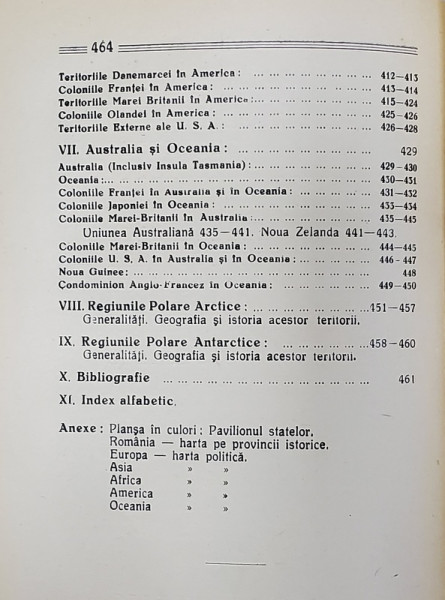 464
Teritoriile Danemarcei în America: ... ... ... ... ... ... ... ... 412—413
Coloniile Franței în America: ... ... ... ... ... ... ... ... 413—414
Teritoriile Marei Britanii în America: ... ... ... ... ... ... ... 415—424
Coloniile Olandei în America: ... ... ... ... ... ... ... ... 425—426
Teritoriile Externe ale U. S. A.: ... ... ... ... ... ... ... ... 426—428
VII. Australia și Oceania: ... ... ... ... ... ... ... 429
Australia (Inclusiv Insula Tasmania): ... ... ... ... ... ... ... 429-430
Oceania: ... ... ... ... ... ... ... ... ... ... ... ... 430—431
Coloniile Franței în Australia și în Oceania: ... ... ... ... ... 431—432
Coloniile Japoniei în Oceania: ... ... ... ... ... ... ... ... 433—434
Coloniile Marei-Britanii în Australia: ... ... ... ... ... ... 435—445
Uniunea Australiană 435—441. Noua Zelanda 441—443.
Coloniile Marei-Britanii în Oceania: ... ... ... ... ... ... ... 444—445
Coloniile U. S. A. în Australia și în Oceania: ... ... ... ... ... 446-447
Noua Guinee: ... ... ... ... ... ... ... ... ... ... ... 448
Condominion Anglo-Francez în Oceania: ... ... ... ... ... ... 449—450
VIII. Regiunile Polare Arctice: ... ... ... ... ... ... ...451—457
Generalități. Geografia și istoria acestor teritorii.
IX. Regiunile Polare Antarctice: ... ... ... ... ... ...458—460
Generalități. Geografia și istoria acestor teritorii.
X. Bibliografie ... ... ... ... ... ... ... ... ... ... ... 461
XI. Index alfabetic.
Anexe: Planșa în culori: Pavilionul statelor.
România — harta pe provincii istorice.
Europa — harta politică.
Asia » »
Africa » »
America » »
Oceania » »